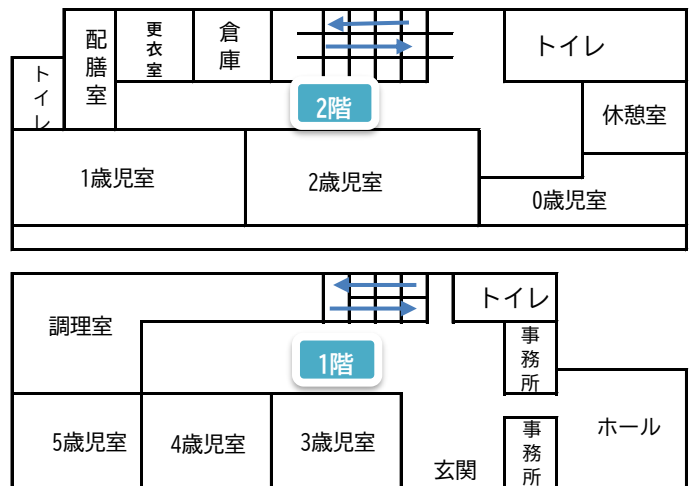 配膳室
更衣室
倉庫
トイレ
トイレ
2階
休憩室
1歳児室
2歳児室
0歳児室
調理室
トイレ
1階
事務所
5歳児室
4歳児室
3歳児室
玄関
事務所
ホール